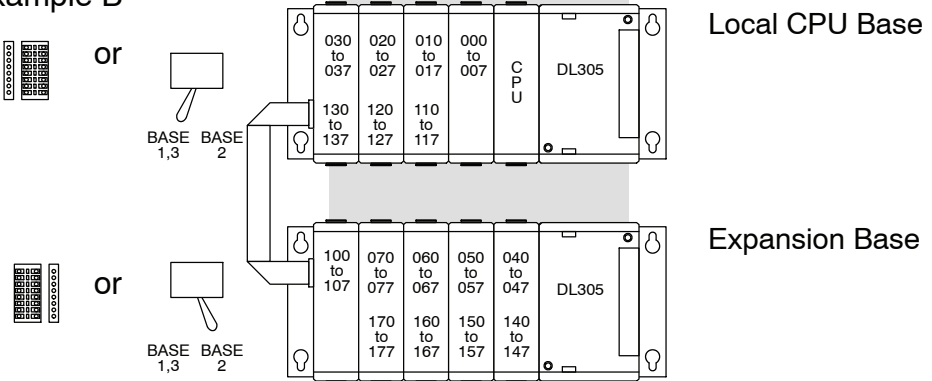 Example B
Local CPU Base
or
BASE 1,3
BASE 2
030 to 037
020 to 027
010 to 017
000 to 007
CPU
DL305
130 to 137
120 to 127
110 to 117
Expansion Base
or
BASE 1,3
BASE 2
100 to 107
070 to 077
060 to 067
050 to 057
040 to 047
DL305
170 to 177
160 to 167
150 to 157
140 to 147